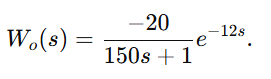 W_o(s) = \frac{-20}{150s + 1} e^{-12s}.